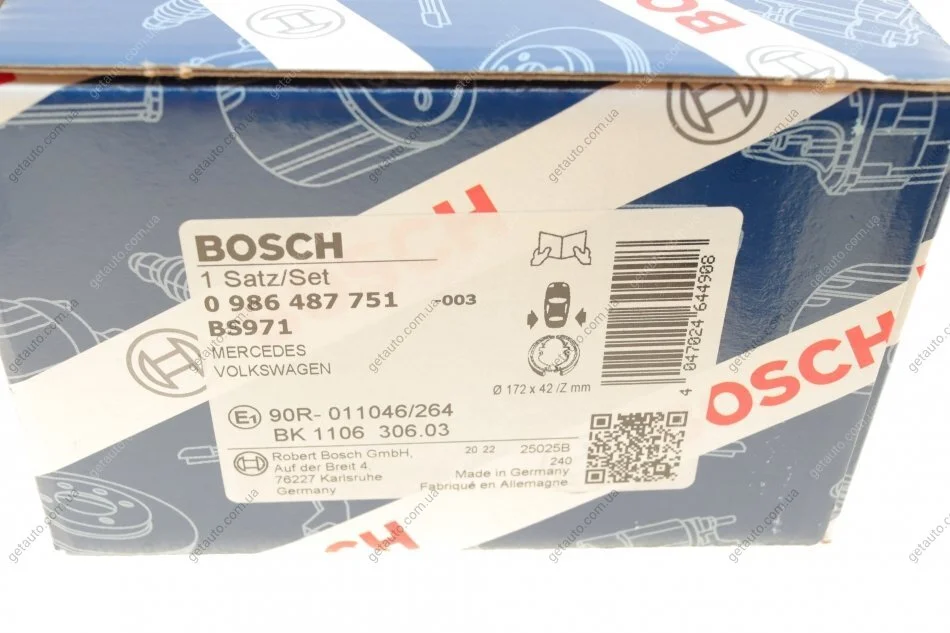 BOSCH
1 Satz/Set
0 986 487 751 -003
BS971
MERCEDES
VOLKSWAGEN
Ø 172 x 42 /Z mm
4 047024 644908
E1 90R- 011046/264
BK 1106 306.03
Robert Bosch GmbH,
Auf der Breit 4,
76227 Karlsruhe
Germany
20 22 25025B
240
Made in Germany
Fabriqué en Allemagne
BOSCH
getauto.com.ua